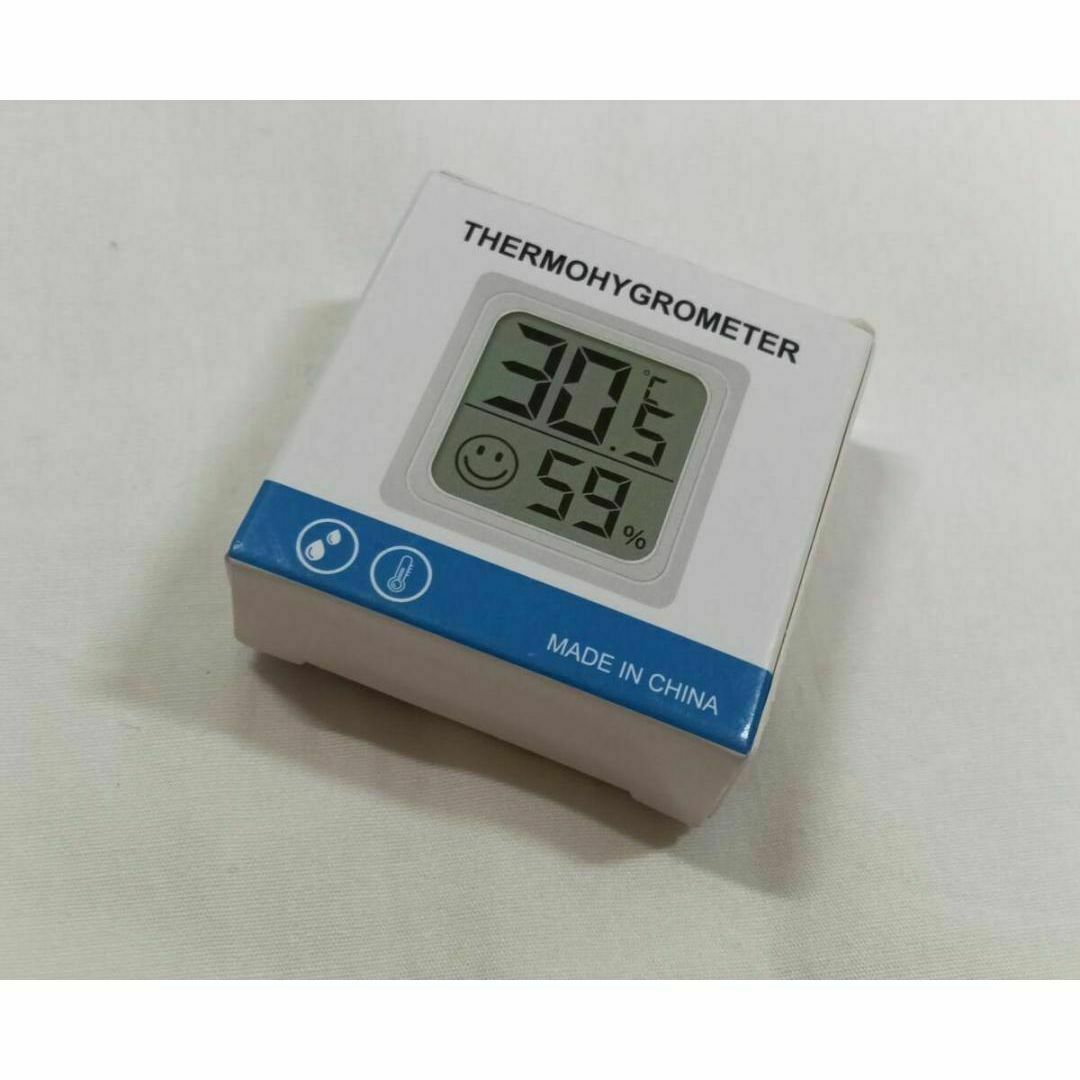 THERMOHYGROMETER
30.5 °C
59 %
MADE IN CHINA